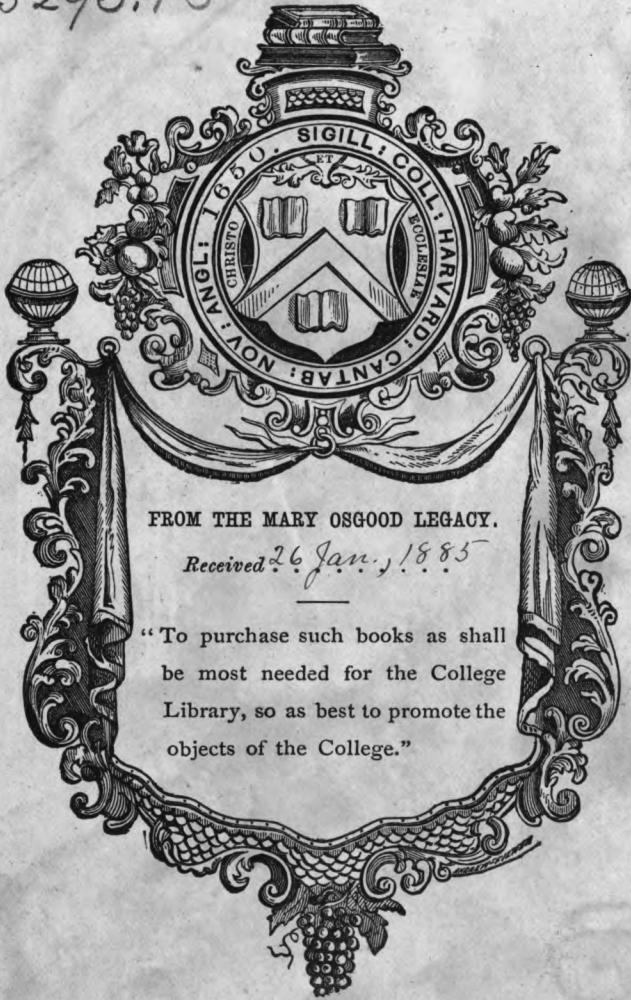 SIGILL: COLL: HARVARD: CANTAB: NOV: ANGL: 1650.
ET
CHRISTO
ECCLESIAE
FROM THE MARY OSGOOD LEGACY.
Received 26 Jan., 1885
"To purchase such books as shall
be most needed for the College
Library, so as best to promote the
objects of the College."